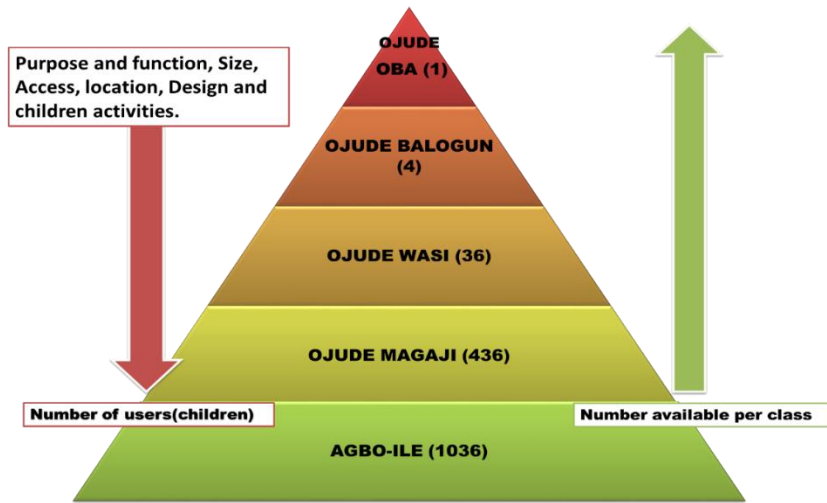 Purpose and function, Size,
Access, location, Design and
children activities.
OJUDE
OBA (1)
OJUDE BALOGUN
(4)
OJUDE WASI (36)
OJUDE MAGAJI (436)
Number of users(children)
Number available per class
AGBO-ILE (1036)